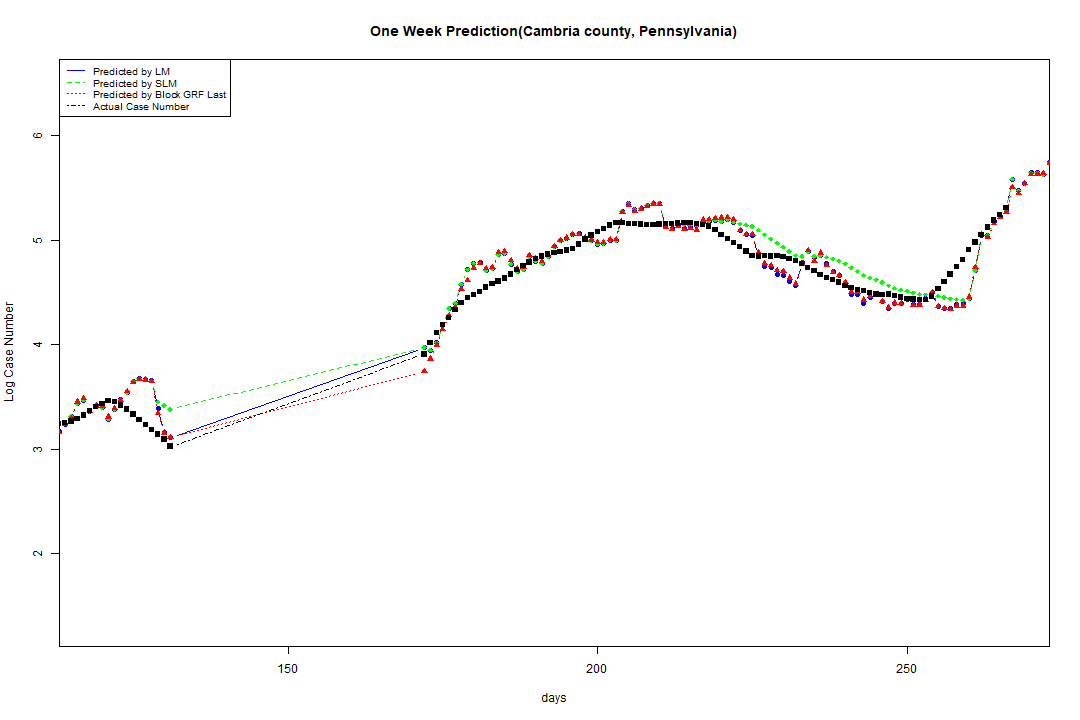 One Week Prediction(Cambria county, Pennsylvania)
Predicted by LM
Predicted by SLM
Predicted by Block GRF Last
Actual Case Number
6
5
4
3
2
Log Case Number
150 200 250
days